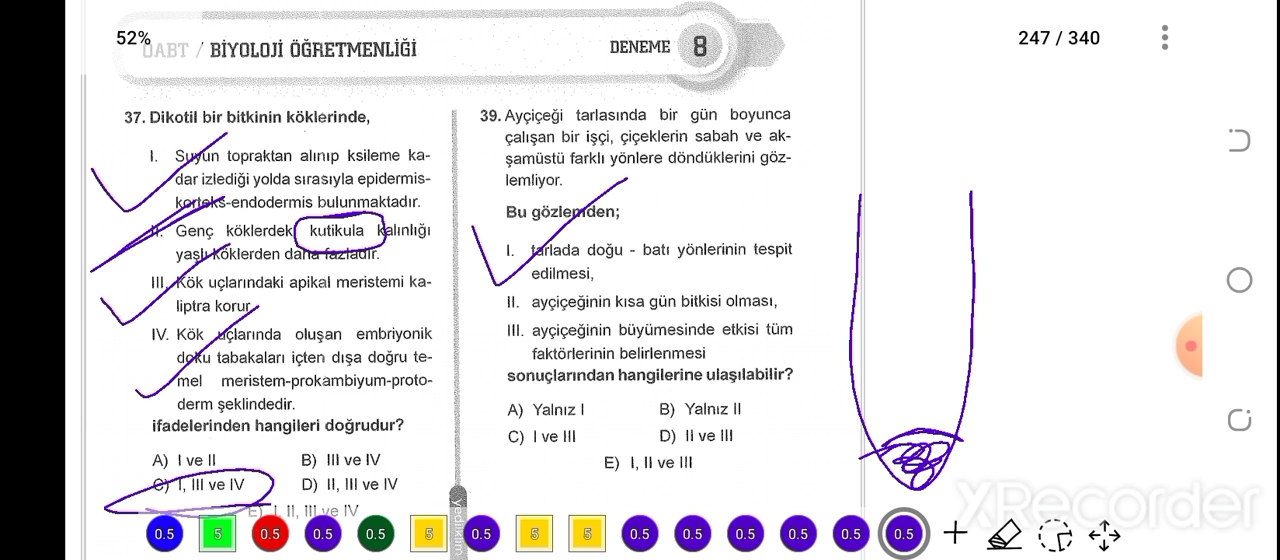 52%
ÖABT / BİYOLOJİ ÖĞRETMENLİĞİ
DENEME 8
247 / 340
37. Dikotil bir bitkinin köklerinde,
I. Suyun topraktan alınıp ksileme ka-
dar izlediği yolda sırasıyla epidermis-
korteks-endodermis bulunmaktadır.
II. Genç köklerdek kutikula kalınlığı
yaşlı köklerden daha fazladır.
III. Kök uçlarındaki apikal meristemi ka-
liptra korur.
IV. Kök uçlarında oluşan embriyonik
doku tabakaları içten dışa doğru te-
mel meristem-prokambiyum-proto-
derm şeklindedir.
ifadelerinden hangileri doğrudur?
A) I ve II
B) III ve IV
C) I, III ve IV
D) II, III ve IV
E) I, II, III ve IV
yediiklim
39. Ayçiçeği tarlasında bir gün boyunca
çalışan bir işçi, çiçeklerin sabah ve ak-
şamüstü farklı yönlere döndüklerini göz-
lemliyor.
Bu gözlemden;
I. tarlada doğu - batı yönlerinin tespit
edilmesi,
II. ayçiçeğinin kısa gün bitkisi olması,
III. ayçiçeğinin büyümesinde etkisi tüm
faktörlerinin belirlenmesi
sonuçlarından hangilerine ulaşılabilir?
A) Yalnız I
B) Yalnız II
C) I ve III
D) II ve III
E) I, II ve III
0.5 5 0.5 0.5 0.5 5 0.5 5 5 0.5 0.5 0.5 0.5 0.5 0.5
XRecorder